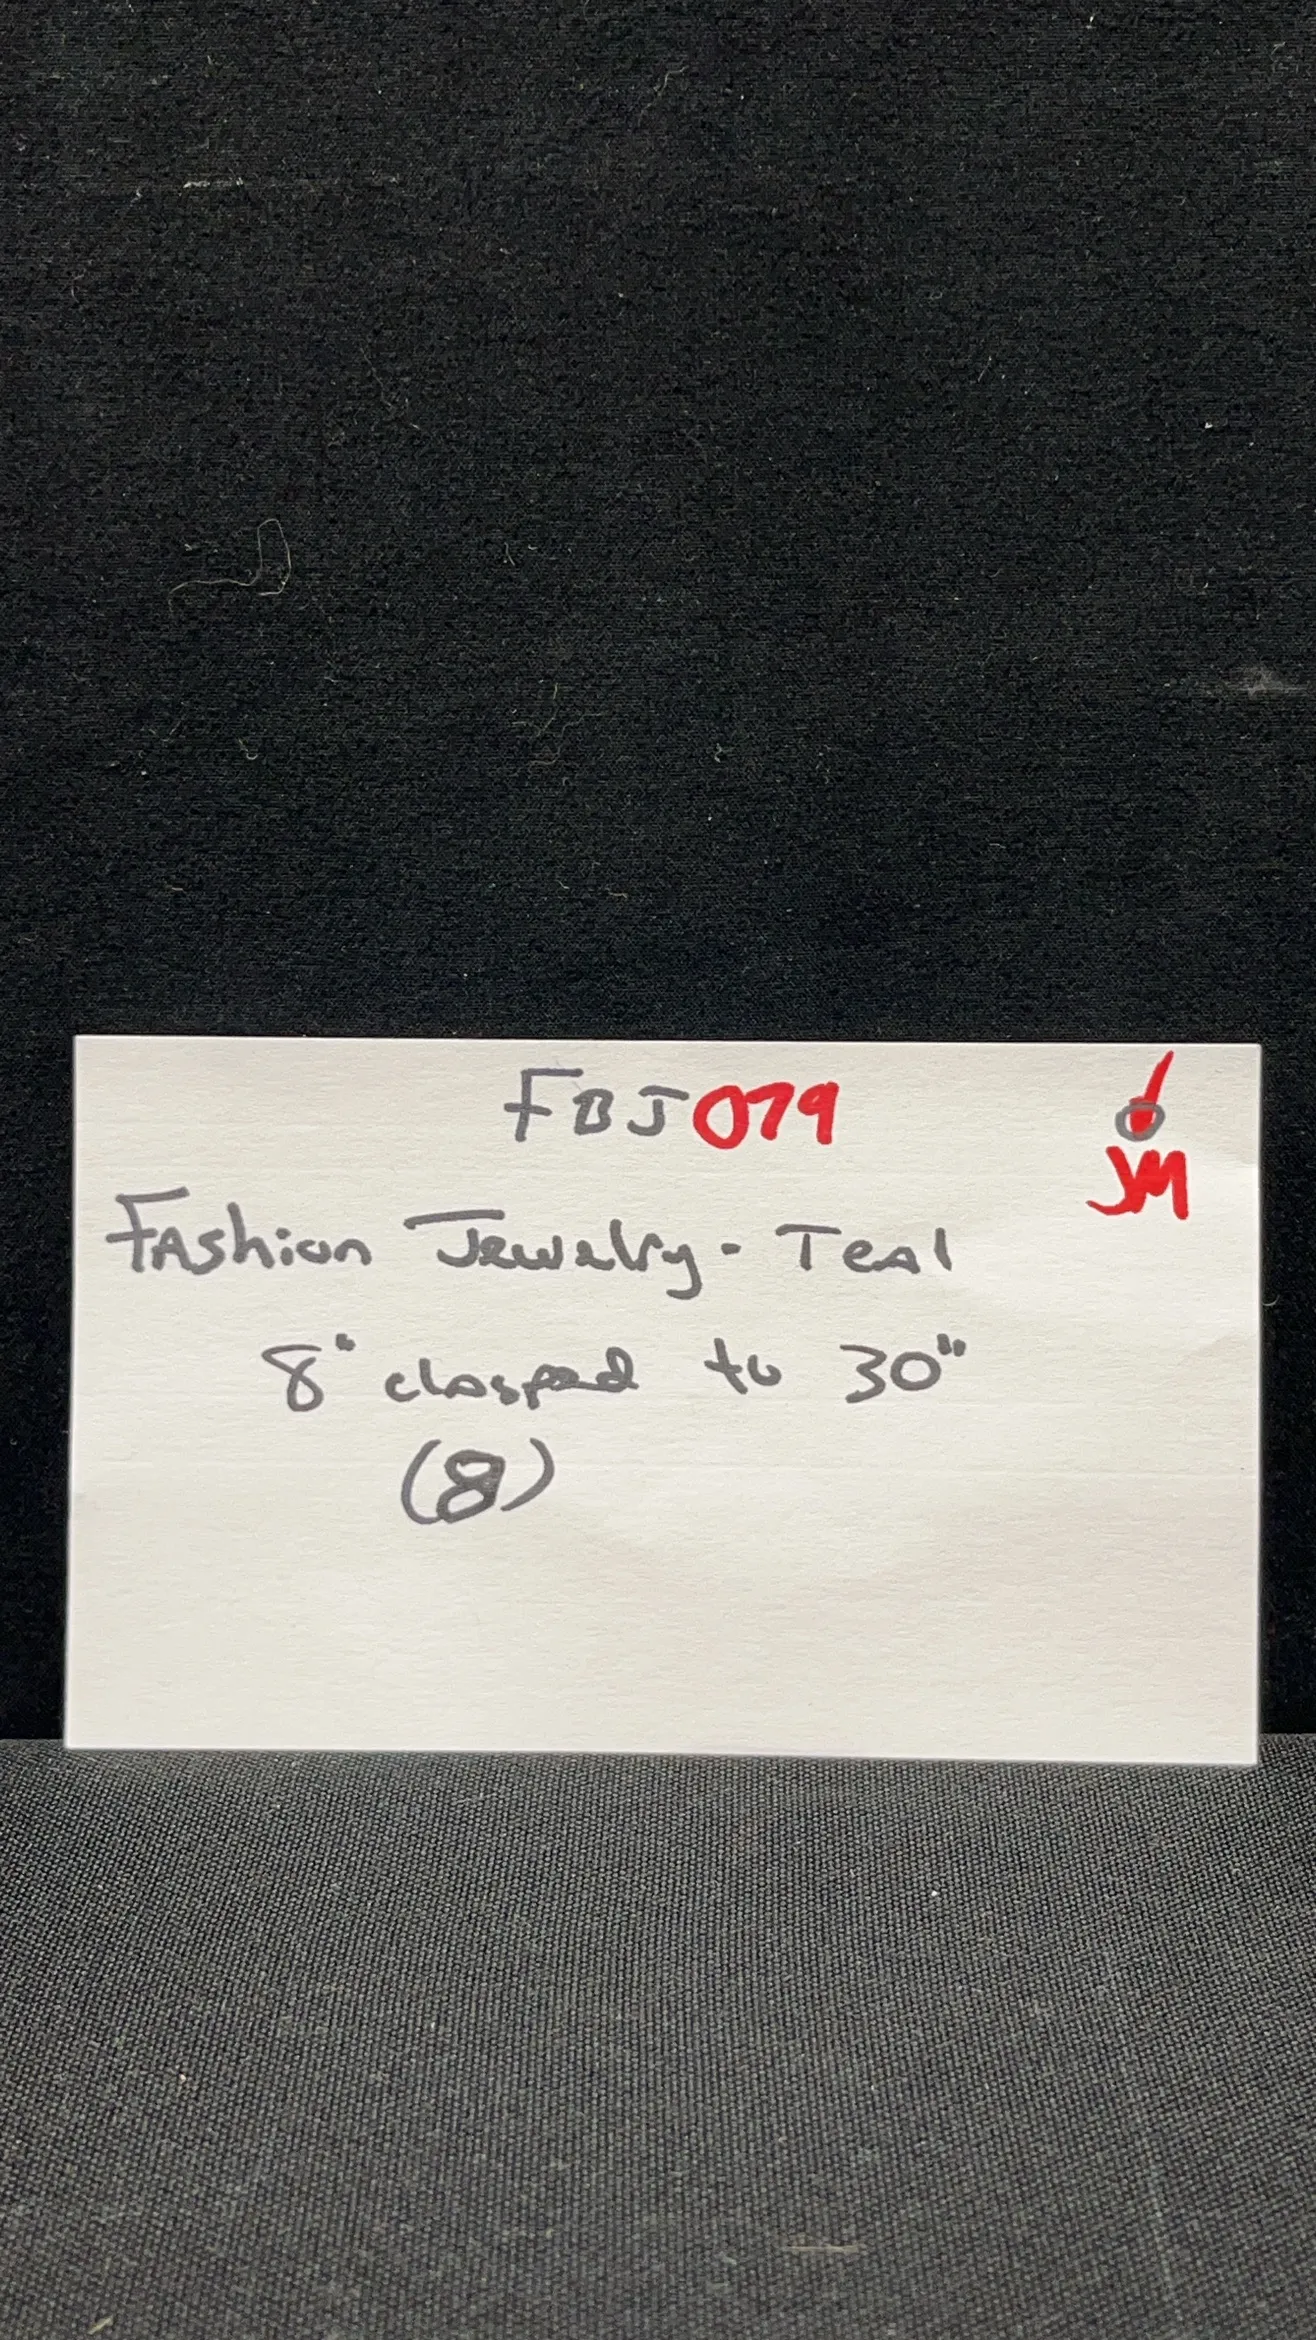 FBJ079
JM
Fashion Jewelry - Teal
8" clasped to 30"
(8)